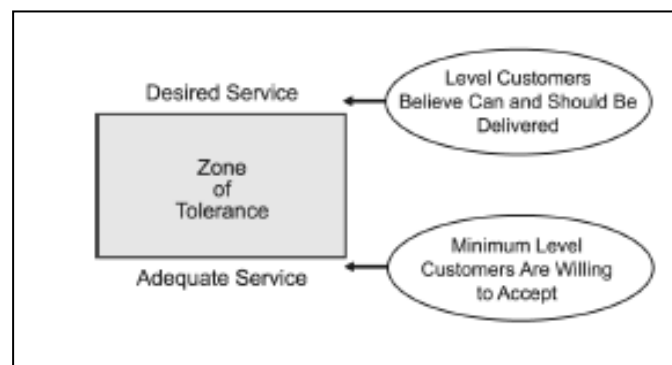 Desired Service
Level Customers
Believe Can and Should Be
Delivered
Zone
of
Tolerance
Adequate Service
Minimum Level
Customers Are Willing
to Accept